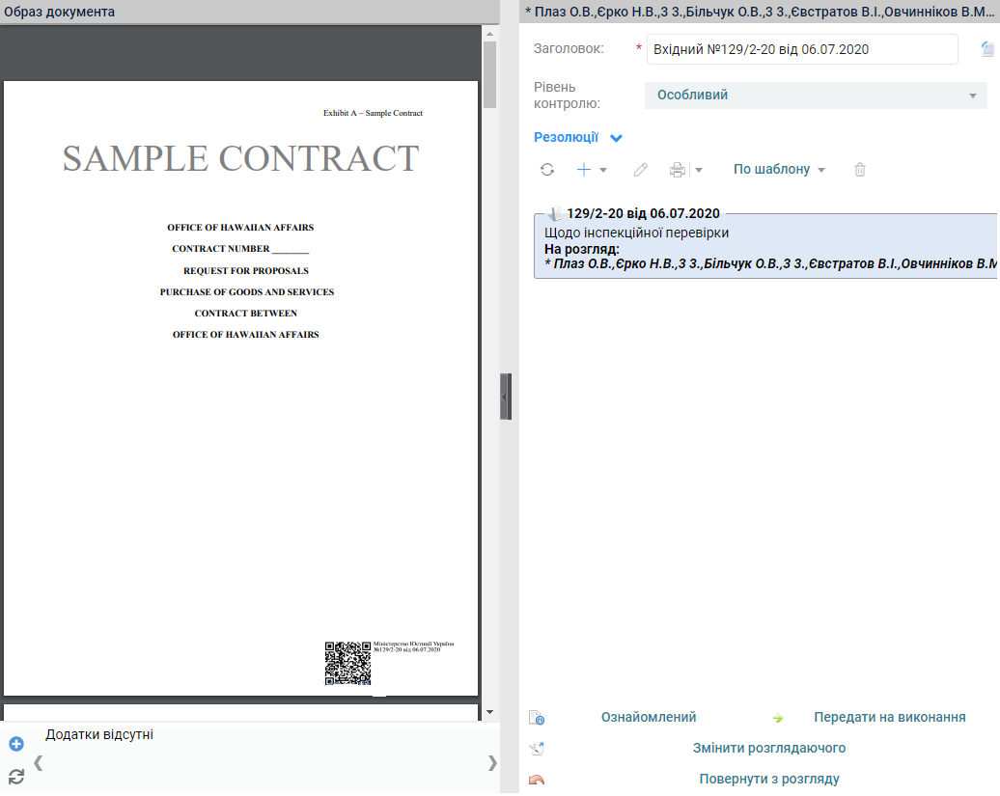 Образ документа
Exhibit A – Sample Contract
SAMPLE CONTRACT
OFFICE OF HAWAIIAN AFFAIRS
CONTRACT NUMBER ________
REQUEST FOR PROPOSALS
PURCHASE OF GOODS AND SERVICES
CONTRACT BETWEEN
OFFICE OF HAWAIIAN AFFAIRS
Міністерство Юстиції України
№129/2-20 від 06.07.2020
Додатки відсутні
* Плаз О.В.,Єрко Н.В.,З З.,Більчук О.В.,З З.,Євстратов В.І.,Овчинніков В.М...
Заголовок: * Вхідний №129/2-20 від 06.07.2020
Рівень
контролю:
Особливий
Резолюції
По шаблону
129/2-20 від 06.07.2020
Щодо інспекційної перевірки
На розгляд:
* Плаз О.В.,Єрко Н.В.,З З.,Більчук О.В.,З З.,Євстратов В.І.,Овчинніков В.М
Ознайомлений
Передати на виконання
Змінити розглядаючого
Повернути з розгляду